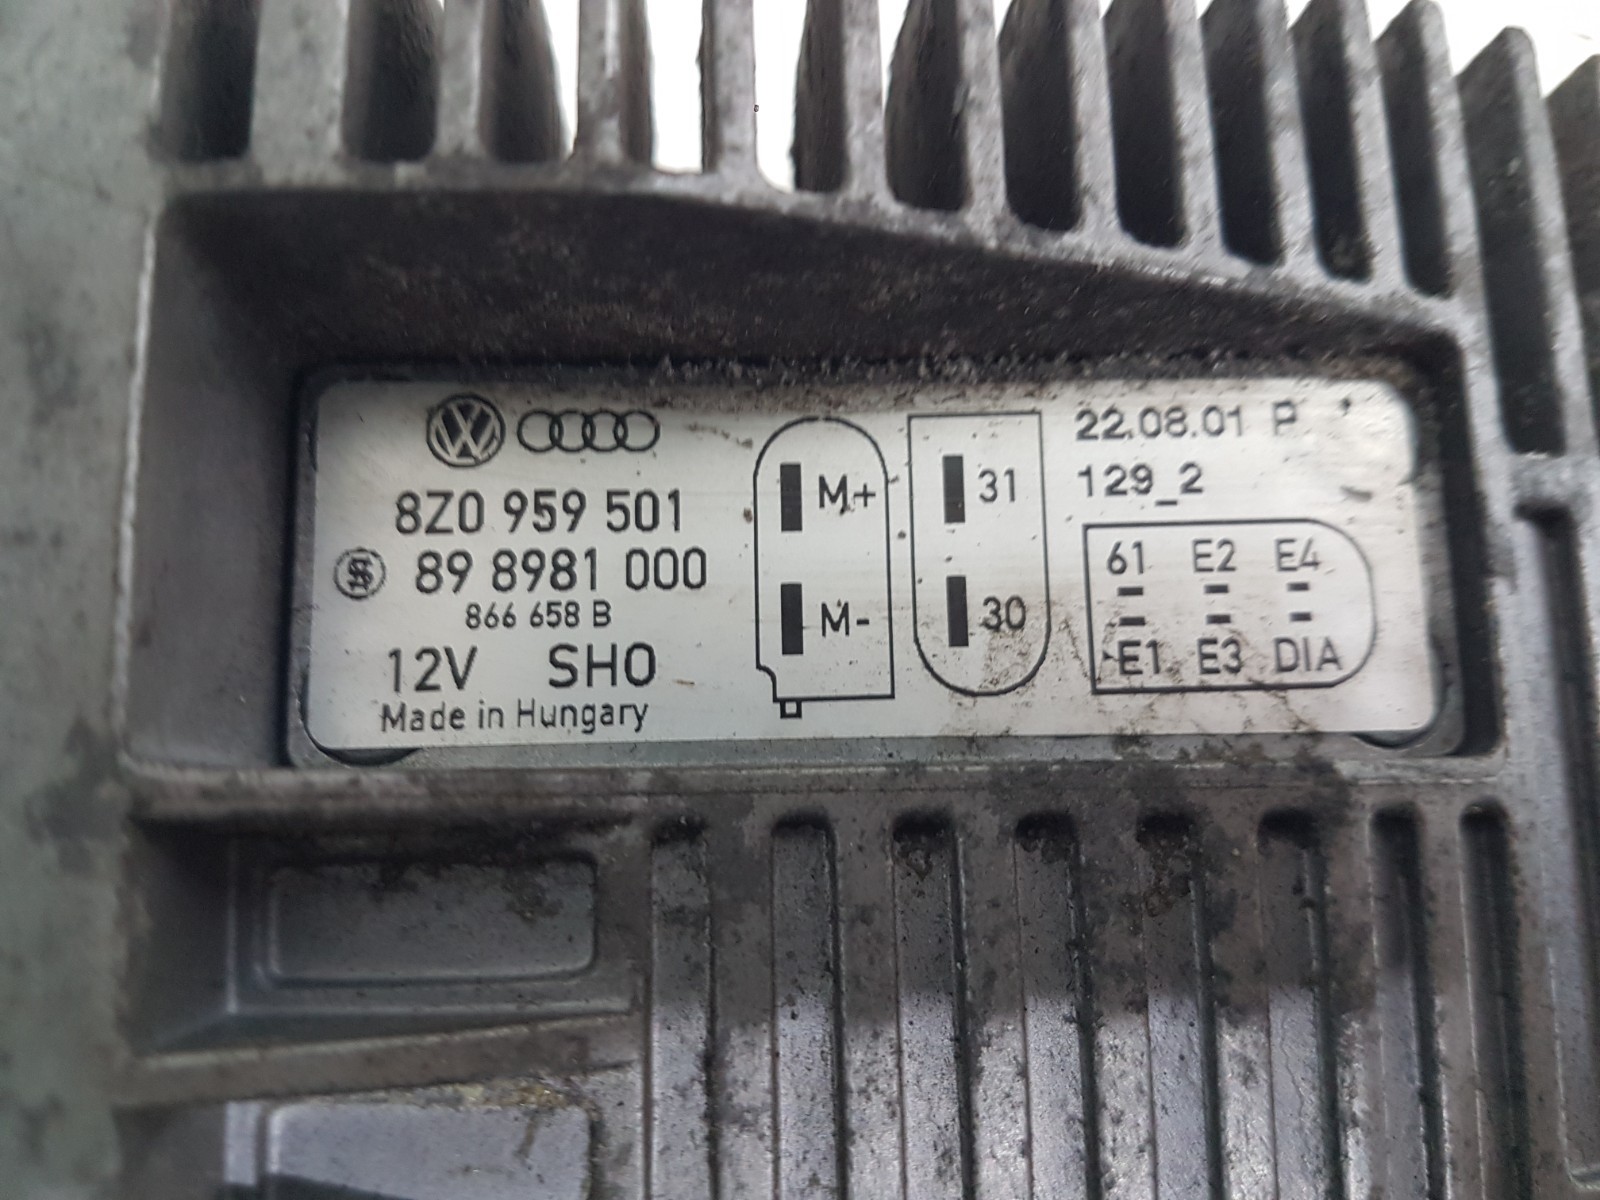 8Z0 959 501
89 8981 000
866 658 B
12V SHO
Made in Hungary
M+
M-
31
30
22.08.01 P
129_2
61 E2 E4
E1 E3 DIA